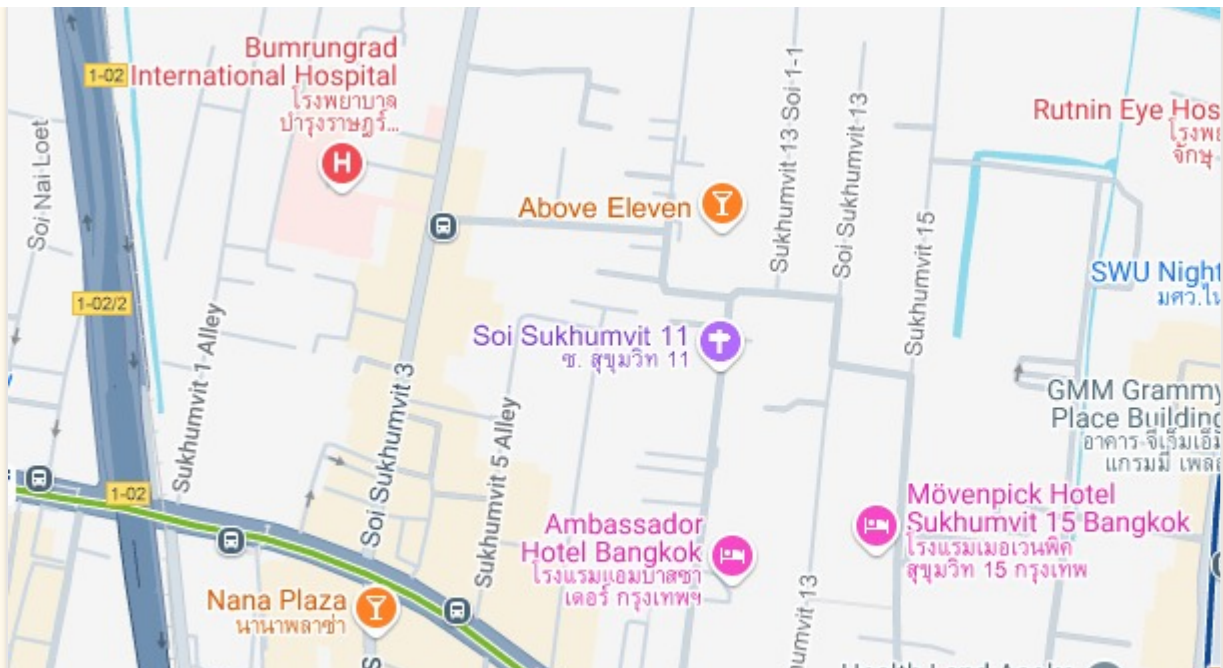 Bumrungrad
International Hospital
โรงพยาบาล
บำรุงราษฎร์...
1-02
Soi Nai Loet
Rutnin Eye Hos
โรงพย
จักษุ
Sukhumvit 13 Soi 1-1
Soi Sukhumvit 13
Above Eleven
Sukhumvit 15
SWU Night
มศว.ไน
1-02/2
Soi Sukhumvit 11
ซ. สุขุมวิท 11
Sukhumvit 1 Alley
Soi Sukhumvit 3
Sukhumvit 5 Alley
GMM Grammy
Place Building
อาคาร จีเอ็มเอ็ม
แกรมมี่ เพลส
1-02
Mövenpick Hotel
Sukhumvit 15 Bangkok
โรงแรมเมอเวนพิค
สุขุมวิท 15 กรุงเทพ
Ambassador
Hotel Bangkok
โรงแรมแอมบาสซา
เดอร์ กรุงเทพฯ
Nana Plaza
นานาพลาซ่า
umvit 13
S